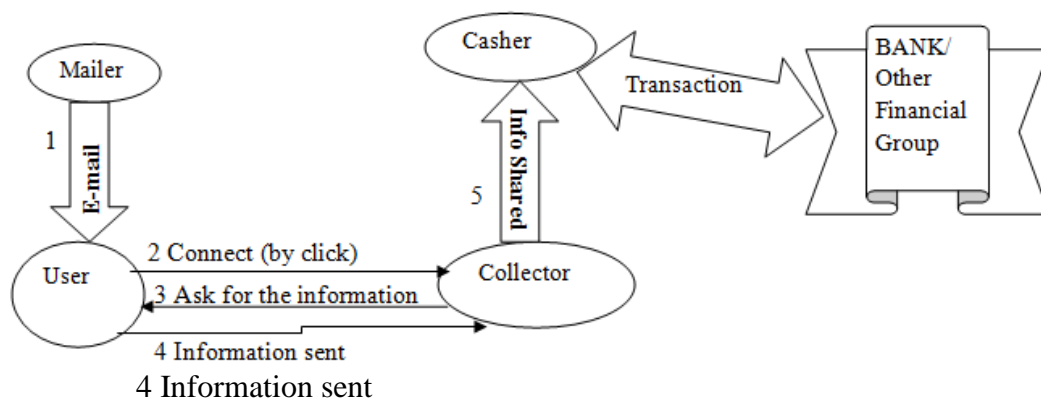 Mailer
1
E-mail
User
2 Connect (by click)
3 Ask for the information
4 Information sent
4 Information sent
Collector
5
Info Shared
Casher
Transaction
BANK/
Other
Financial
Group